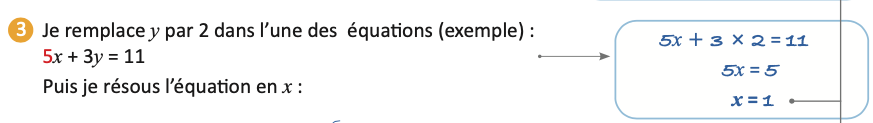 3 Je remplace y par 2 dans l’une des équations (exemple) :
5x + 3y = 11
Puis je résous l’équation en x :
5x + 3 × 2 = 11
5x = 5
x = 1